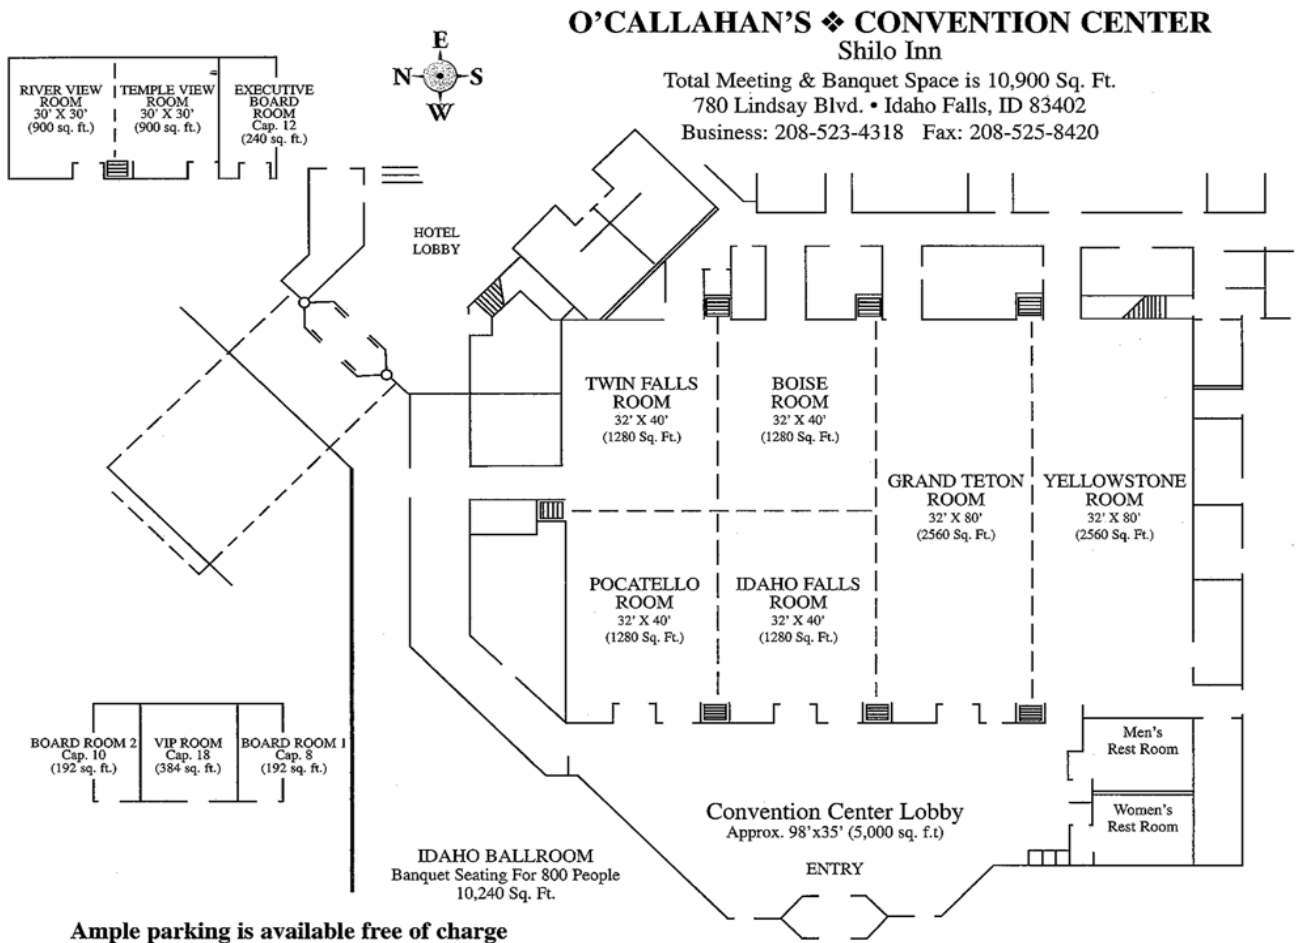 O'CALLAHAN'S ❖ CONVENTION CENTER
Shilo Inn
Total Meeting & Banquet Space is 10,900 Sq. Ft.
780 Lindsay Blvd. • Idaho Falls, ID 83402
Business: 208-523-4318 Fax: 208-525-8420
E
N S
W
RIVER VIEW
ROOM
30' X 30'
(900 sq. ft.)
TEMPLE VIEW
ROOM
30' X 30'
(900 sq. ft.)
EXECUTIVE
BOARD
ROOM
Cap. 12
(240 sq. ft.)
HOTEL
LOBBY
TWIN FALLS
ROOM
32' X 40'
(1280 Sq. Ft.)
BOISE
ROOM
32' X 40'
(1280 Sq. Ft.)
GRAND TETON
ROOM
32' X 80'
(2560 Sq. Ft.)
YELLOWSTONE
ROOM
32' X 80'
(2560 Sq. Ft.)
POCATELLO
ROOM
32' X 40'
(1280 Sq. Ft.)
IDAHO FALLS
ROOM
32' X 40'
(1280 Sq. Ft.)
BOARD ROOM 2
Cap. 10
(192 sq. ft.)
VIP ROOM
Cap. 18
(384 sq. ft.)
BOARD ROOM 1
Cap. 8
(192 sq. ft.)
Men's
Rest Room
Women's
Rest Room
Convention Center Lobby
Approx. 98'x35' (5,000 sq. f.t)
ENTRY
IDAHO BALLROOM
Banquet Seating For 800 People
10,240 Sq. Ft.
Ample parking is available free of charge